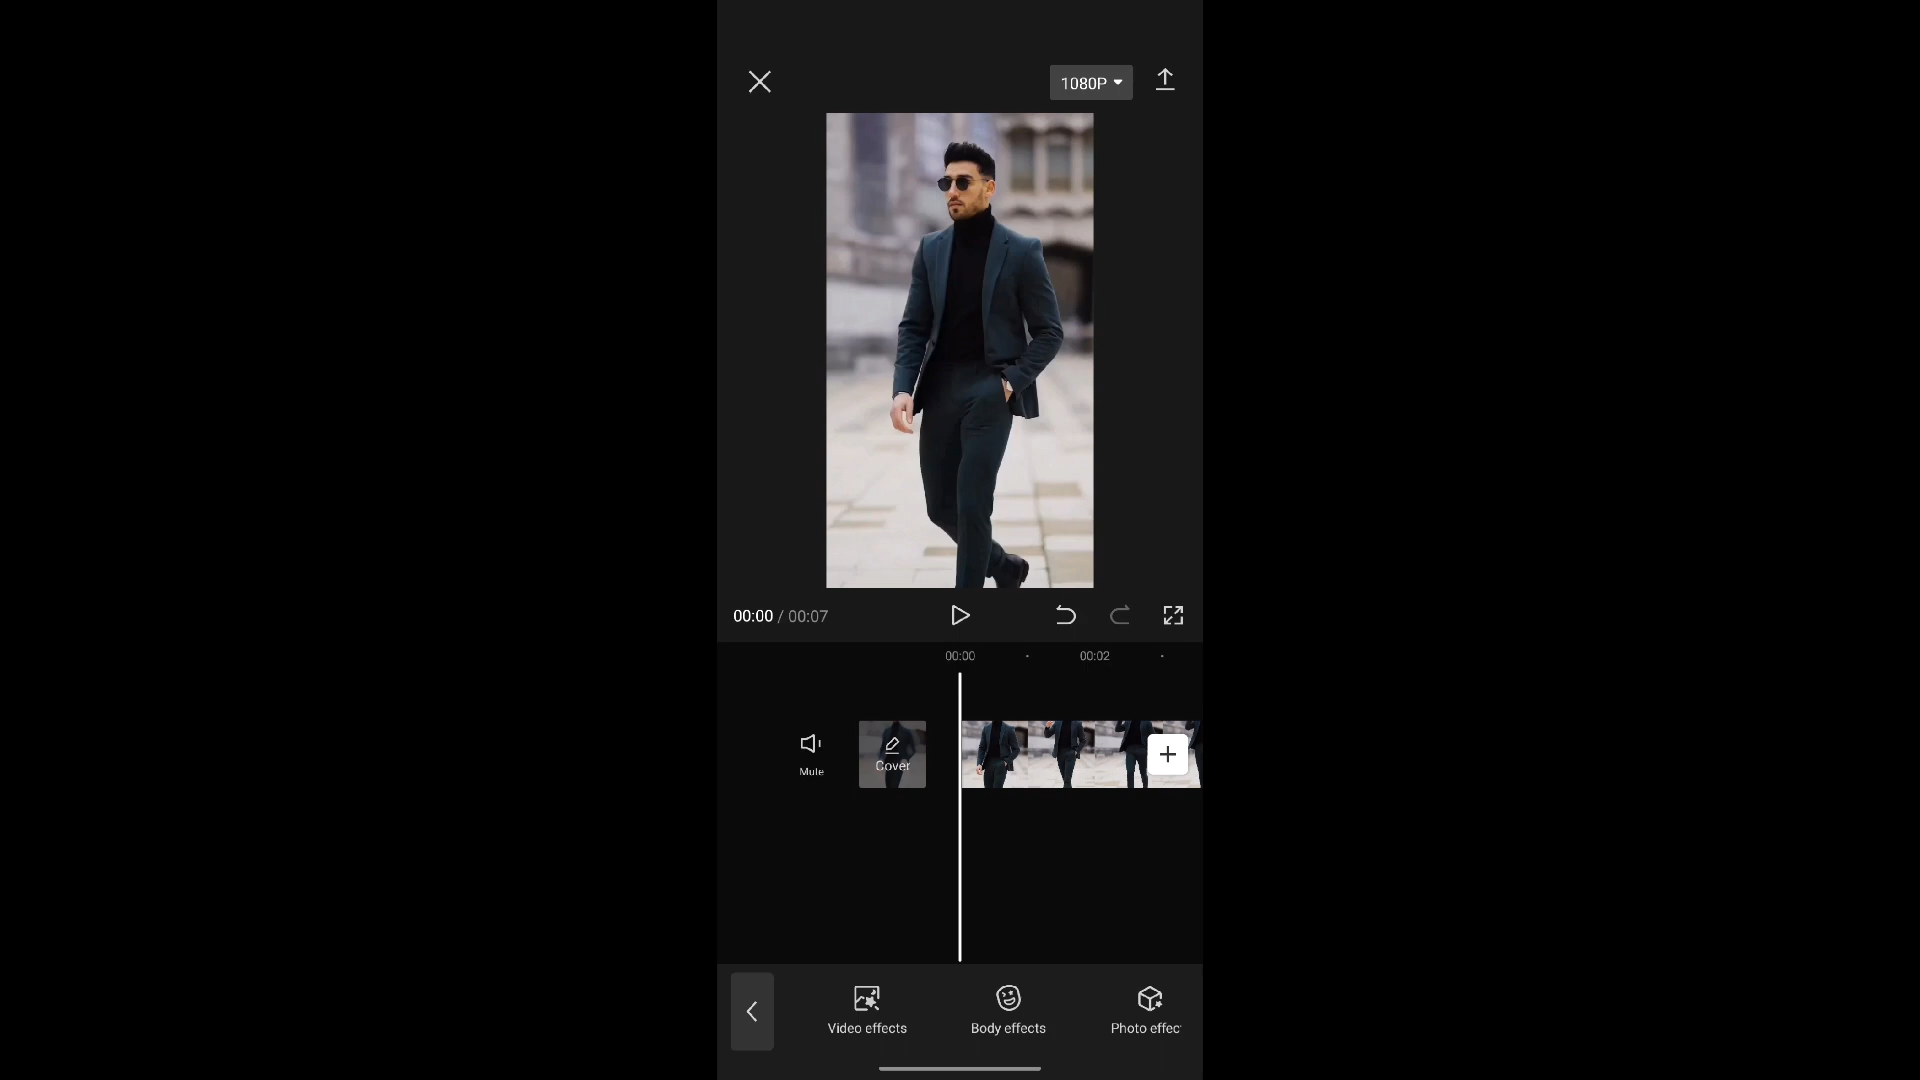 1080P
00:00 / 00:07
00:00
00:02
Mute
Cover
Video effects
Body effects
Photo effec